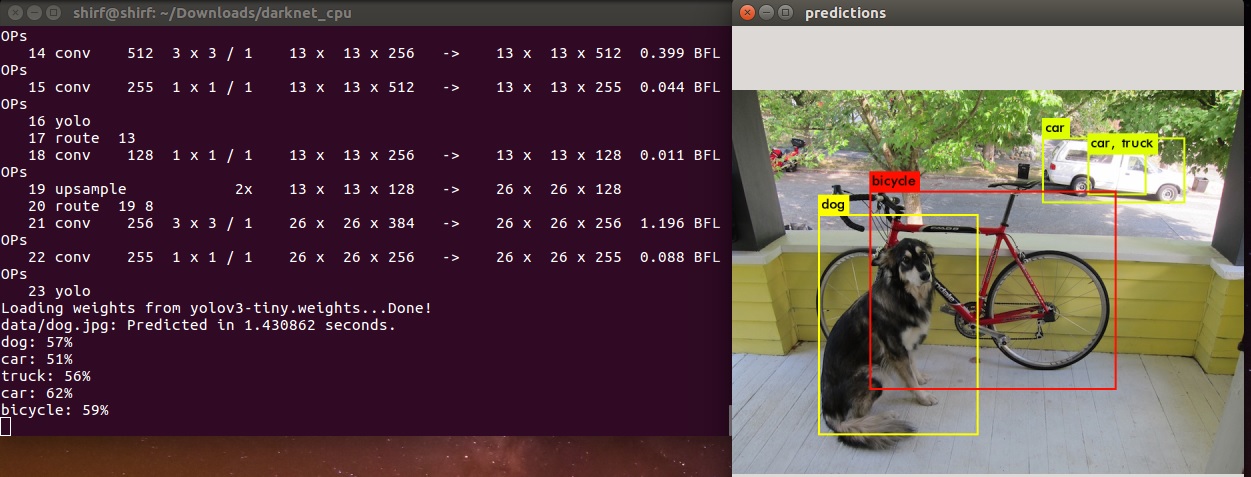 shirf@shirf: ~/Downloads/darknet_cpu
OPs
14 conv 512 3 x 3 / 1 13 x 13 x 256 -> 13 x 13 x 512 0.399 BFL
OPs
15 conv 255 1 x 1 / 1 13 x 13 x 512 -> 13 x 13 x 255 0.044 BFL
OPs
16 yolo
17 route 13
18 conv 128 1 x 1 / 1 13 x 13 x 256 -> 13 x 13 x 128 0.011 BFL
OPs
19 upsample 2x 13 x 13 x 128 -> 26 x 26 x 128
20 route 19 8
21 conv 256 3 x 3 / 1 26 x 26 x 384 -> 26 x 26 x 256 1.196 BFL
OPs
22 conv 255 1 x 1 / 1 26 x 26 x 256 -> 26 x 26 x 255 0.088 BFL
OPs
23 yolo
Loading weights from yolov3-tiny.weights...Done!
data/dog.jpg: Predicted in 1.430862 seconds.
dog: 57%
car: 51%
truck: 56%
car: 62%
bicycle: 59%
predictions
car
car, truck
bicycle
dog